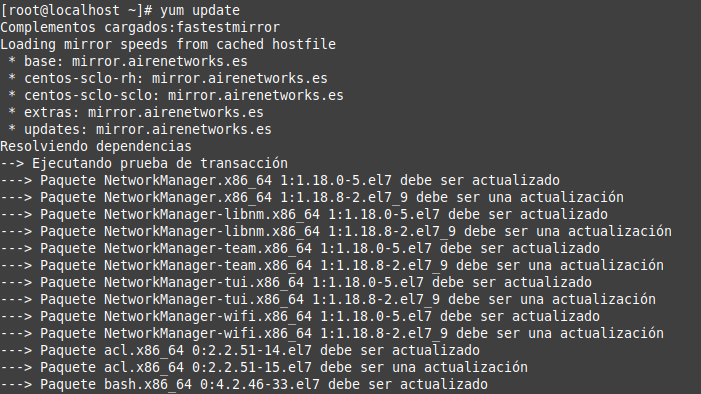 [root@localhost ~]# yum update
Complementos cargados:fastestmirror
Loading mirror speeds from cached hostfile
 * base: mirror.airenetworks.es
 * centos-sclo-rh: mirror.airenetworks.es
 * centos-sclo-sclo: mirror.airenetworks.es
 * extras: mirror.airenetworks.es
 * updates: mirror.airenetworks.es
Resolviendo dependencias
--> Ejecutando prueba de transacción
---> Paquete NetworkManager.x86_64 1:1.18.0-5.el7 debe ser actualizado
---> Paquete NetworkManager.x86_64 1:1.18.8-2.el7_9 debe ser una actualización
---> Paquete NetworkManager-libnm.x86_64 1:1.18.0-5.el7 debe ser actualizado
---> Paquete NetworkManager-libnm.x86_64 1:1.18.8-2.el7_9 debe ser una actualización
---> Paquete NetworkManager-team.x86_64 1:1.18.0-5.el7 debe ser actualizado
---> Paquete NetworkManager-team.x86_64 1:1.18.8-2.el7_9 debe ser una actualización
---> Paquete NetworkManager-tui.x86_64 1:1.18.0-5.el7 debe ser actualizado
---> Paquete NetworkManager-tui.x86_64 1:1.18.8-2.el7_9 debe ser una actualización
---> Paquete NetworkManager-wifi.x86_64 1:1.18.0-5.el7 debe ser actualizado
---> Paquete NetworkManager-wifi.x86_64 1:1.18.8-2.el7_9 debe ser una actualización
---> Paquete acl.x86_64 0:2.2.51-14.el7 debe ser actualizado
---> Paquete acl.x86_64 0:2.2.51-15.el7 debe ser una actualización
---> Paquete bash.x86_64 0:4.2.46-33.el7 debe ser actualizado